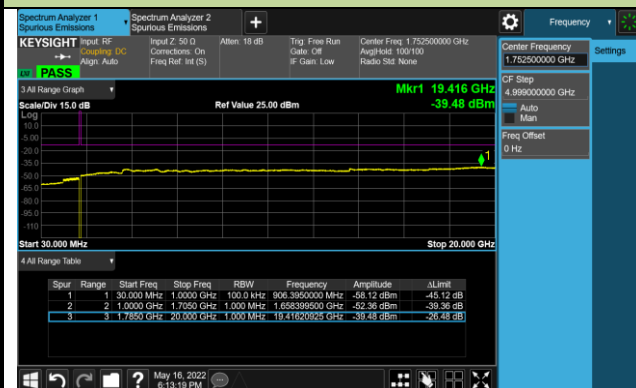 Spectrum Analyzer 1
Spurious Emissions
Spectrum Analyzer 2
Spurious Emissions
+
Frequency
KEYSIGHT
Input: RF
Coupling: DC
Align: Auto
Input Z: 50 Ω
Corrections: On
Freq Ref: Int (S)
Atten: 18 dB
Trig: Free Run
Gate: Off
IF Gain: Low
Center Freq: 1.752500000 GHz
Avg|Hold: 100/100
Radio Std: None
PASS
Center Frequency
1.752500000 GHz
Settings
CF Step
4.999000000 GHz
Auto
Man
Freq Offset
0 Hz
3 All Range Graph
Mkr1 19.416 GHz
Scale/Div 15.0 dB
Ref Value 25.00 dBm
-39.48 dBm
Log
10.0
-5.00
-20.0
-35.0
-50.0
-65.0
-80.0
-95.0
-110
1
Start 30.000 MHz
Stop 20.000 GHz
4 All Range Table
Spur Range Start Freq Stop Freq RBW Frequency Amplitude ΔLimit
1 1 30.000 MHz 1.0000 GHz 100.0 kHz 906.3950000 MHz -58.12 dBm -45.12 dB
2 2 1.0000 GHz 1.7050 GHz 1.000 MHz 1.658399500 GHz -52.36 dBm -39.36 dB
3 3 1.7850 GHz 20.000 GHz 1.000 MHz 19.41620925 GHz -39.48 dBm -26.48 dB
?
May 16, 2022
6:13:19 PM